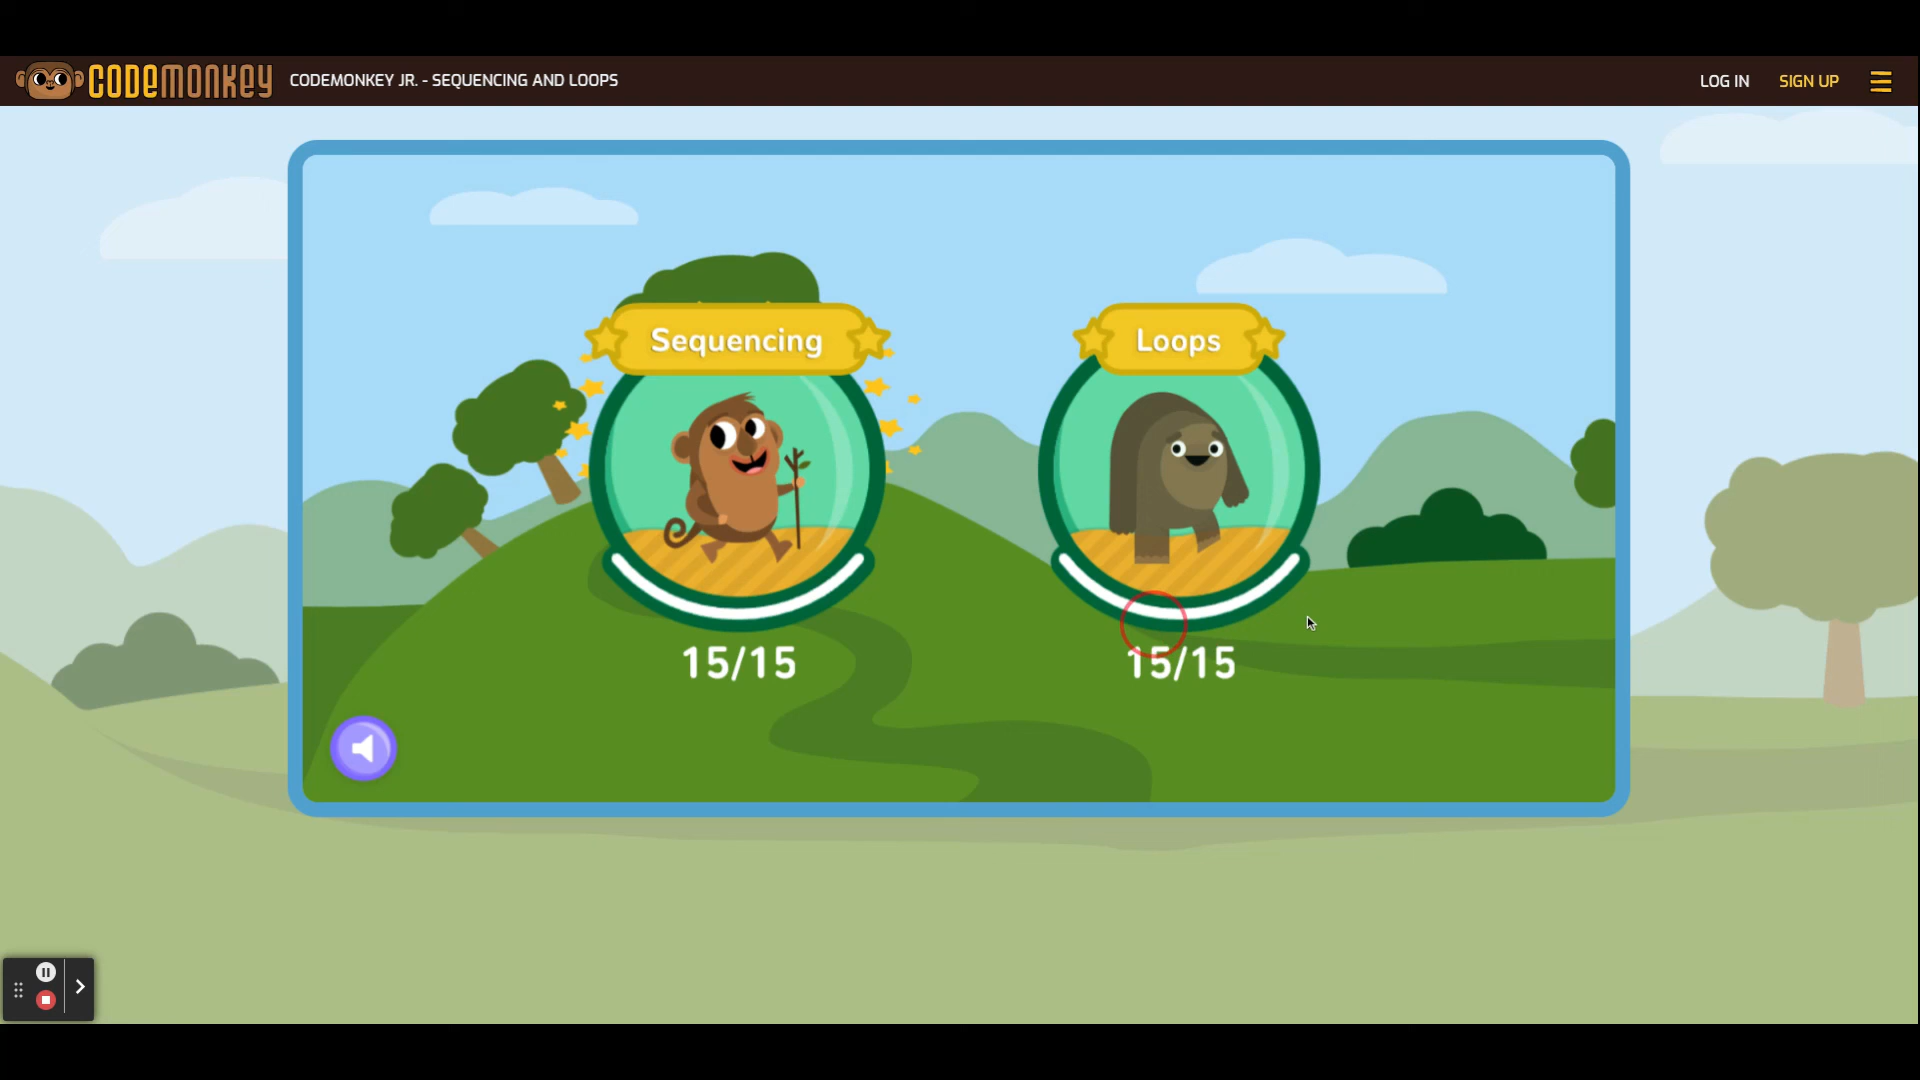 CODEMONKEY CODEMONKEY JR. - SEQUENCING AND LOOPS LOG IN SIGN UP
Sequencing Loops
15/15 15/15